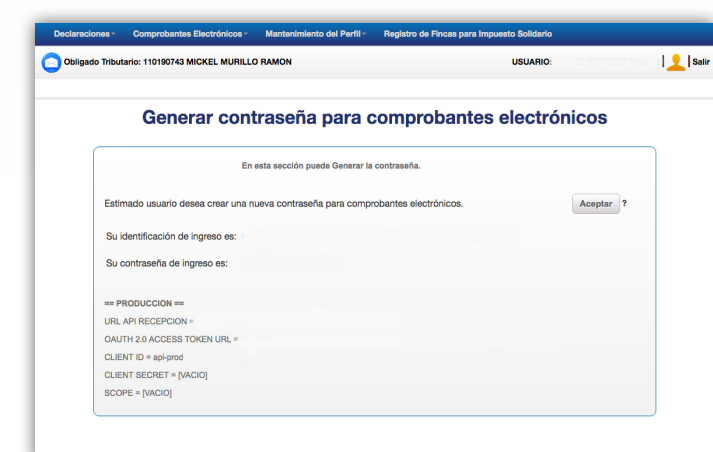 Declaraciones Comprobantes Electrónicos Mantenimiento del Perfil Registro de Fincas para Impuesto Solidario
Obligado Tributario: 110190743 MICKEL MURILLO RAMON USUARIO: Salir
Generar contraseña para comprobantes electrónicos
En esta sección puede Generar la contraseña.
Estimado usuario desea crear una nueva contraseña para comprobantes electrónicos. Aceptar ?
Su identificación de ingreso es:
Su contraseña de ingreso es:
== PRODUCCION ==
URL API RECEPCION =
OAUTH 2.0 ACCESS TOKEN URL =
CLIENT ID = api-prod
CLIENT SECRET = [VACIO]
SCOPE = [VACIO]